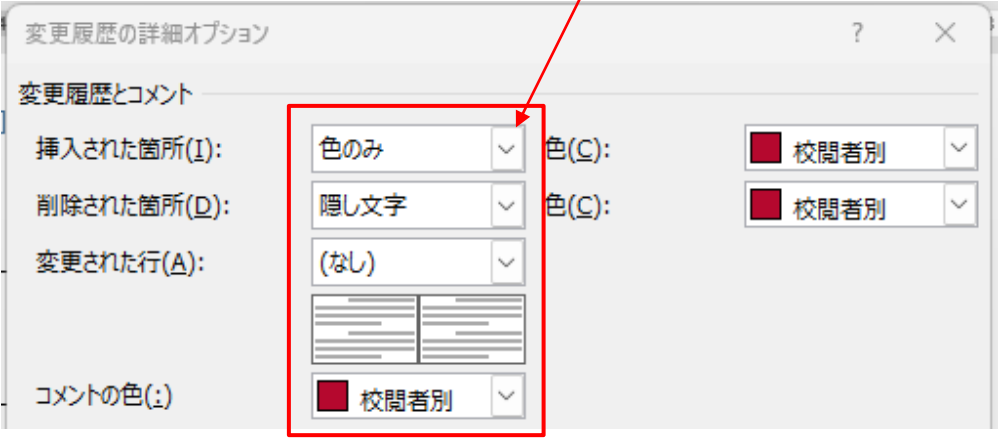 変更履歴の詳細オプション ?
変更履歴とコメント
挿入された箇所(I): 色のみ 色(C): 校閲者別
削除された箇所(D): 隠し文字 色(C): 校閲者別
変更された行(A): (なし)
コメントの色(:) 校閲者別